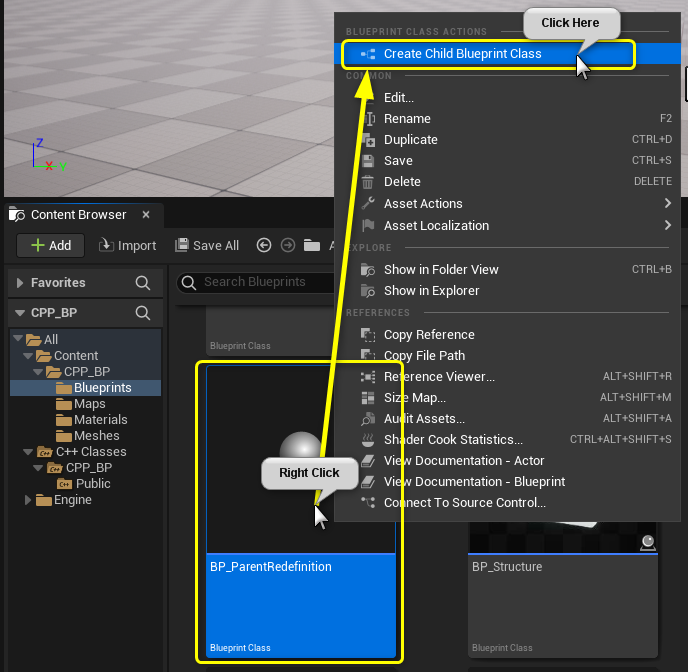 BLUEPRINT CLASS ACTIONS
Click Here
Create Child Blueprint Class
COMMON
Edit...
Rename F2
Duplicate CTRL+D
Save CTRL+S
Delete DELETE
Asset Actions
Asset Localization
EXPLORE
Show in Folder View CTRL+B
Show in Explorer
REFERENCES
Copy Reference
Copy File Path
Reference Viewer... ALT+SHIFT+R
Size Map... ALT+SHIFT+M
Audit Assets... ALT+SHIFT+A
Shader Cook Statistics... CTRL+ALT+SHIFT+S
View Documentation - Actor
View Documentation - Blueprint
Connect To Source Control...
Z
X Y
Content Browser
Add Import Save All A
Favorites
Search Blueprints
CPP_BP
All
Content
CPP_BP
Blueprints
Maps
Materials
Meshes
C++ Classes
CPP_BP
Public
Engine
Blueprint Class
Right Click
BP_ParentRedefinition
Blueprint Class
BP_Structure
Blueprint Class